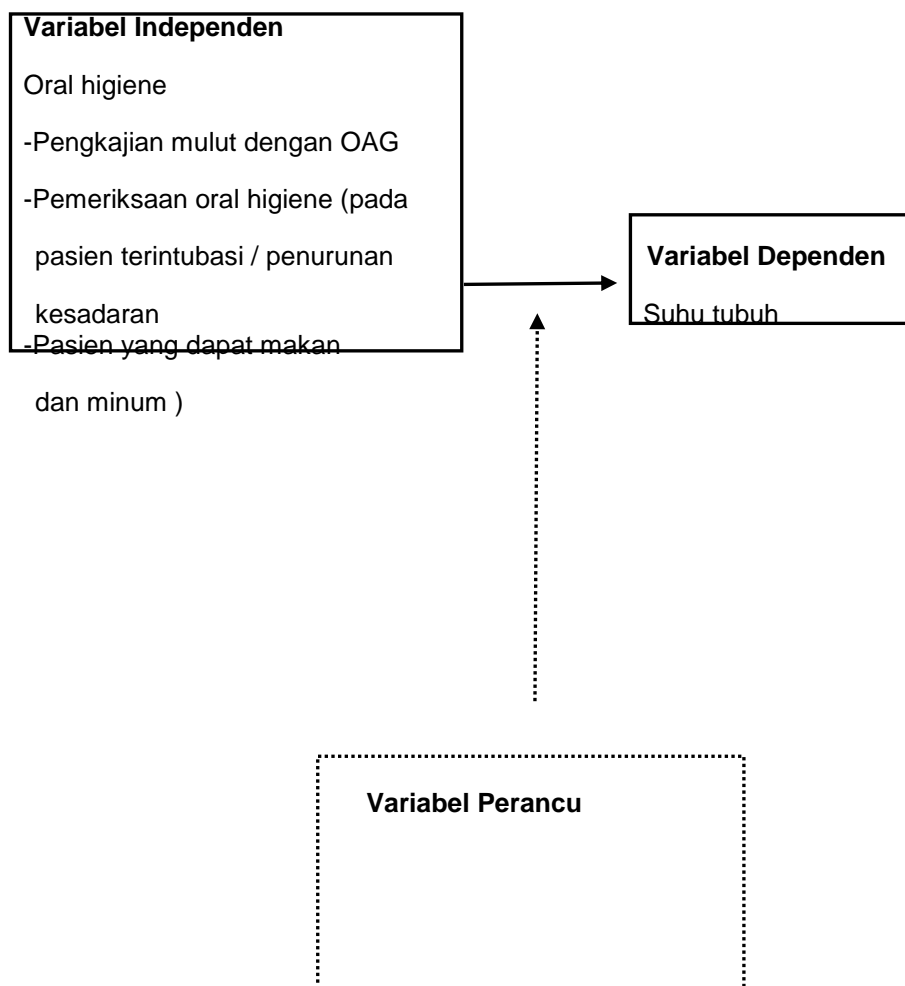 Variabel Independen
Oral higiene
-Pengkajian mulut dengan OAG
-Pemeriksaan oral higiene (pada
pasien terintubasi / penurunan
kesadaran
-Pasien yang dapat makan
dan minum )
Variabel Dependen
Suhu tubuh
Variabel Perancu